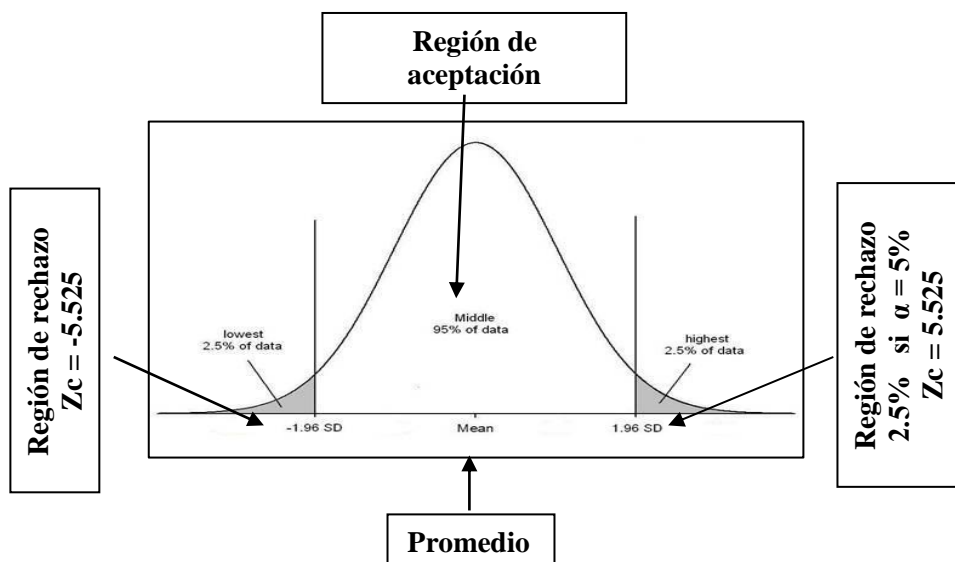 Región de
aceptación
Región de rechazo
Zc = -5.525
lowest
2.5% of data
Middle
95% of data
highest
2.5% of data
-1.96 SD
Mean
1.96 SD
Región de rechazo
2.5% si α = 5%
Zc = 5.525
Promedio